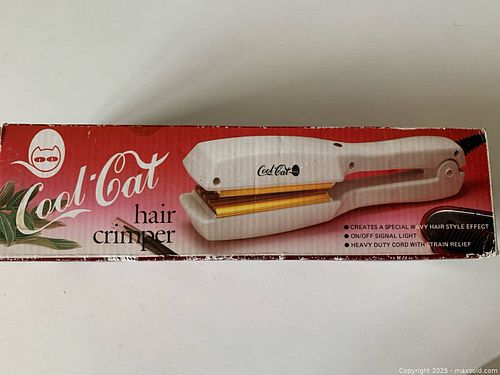 Cool-Cat
hair
crimper
Cool-Cat
● CREATES A SPECIAL WAVY HAIR STYLE EFFECT
● ON/OFF SIGNAL LIGHT
● HEAVY DUTY CORD WITH STRAIN RELIEF
Copyright 2025 - maxsold.com